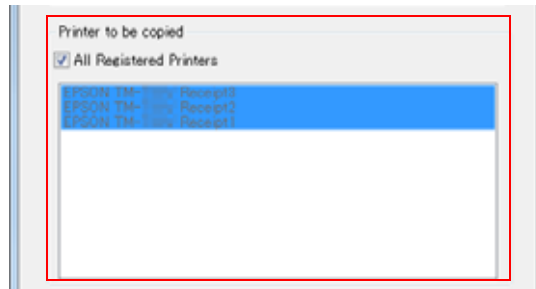 Printer to be copied
All Registered Printers
EPSON TM- Receipt3
EPSON TM- Receipt2
EPSON TM- Receipt1